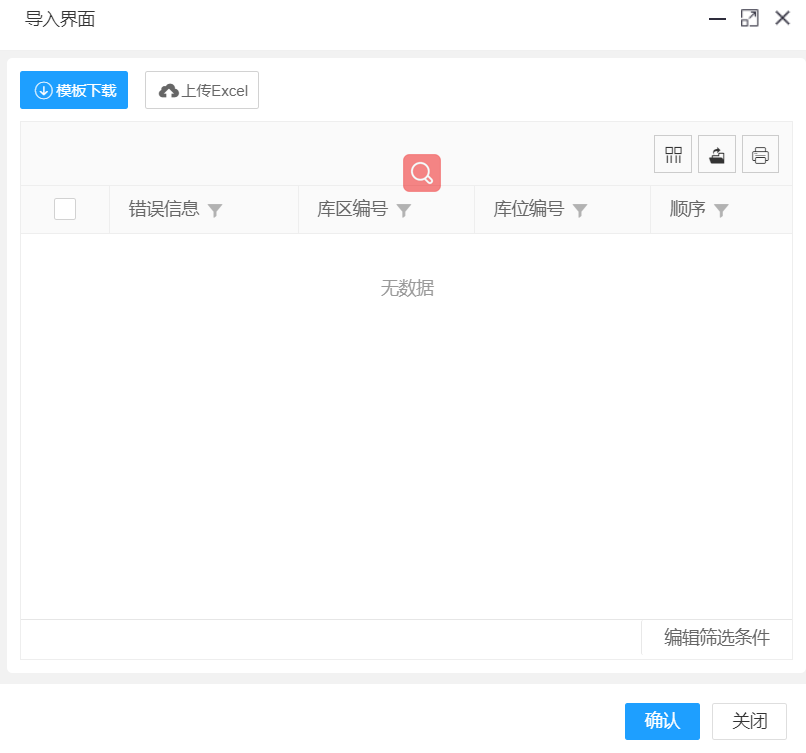 导入界面
模板下载 上传Excel
错误信息 库区编号 库位编号 顺序
无数据
编辑筛选条件
确认 关闭